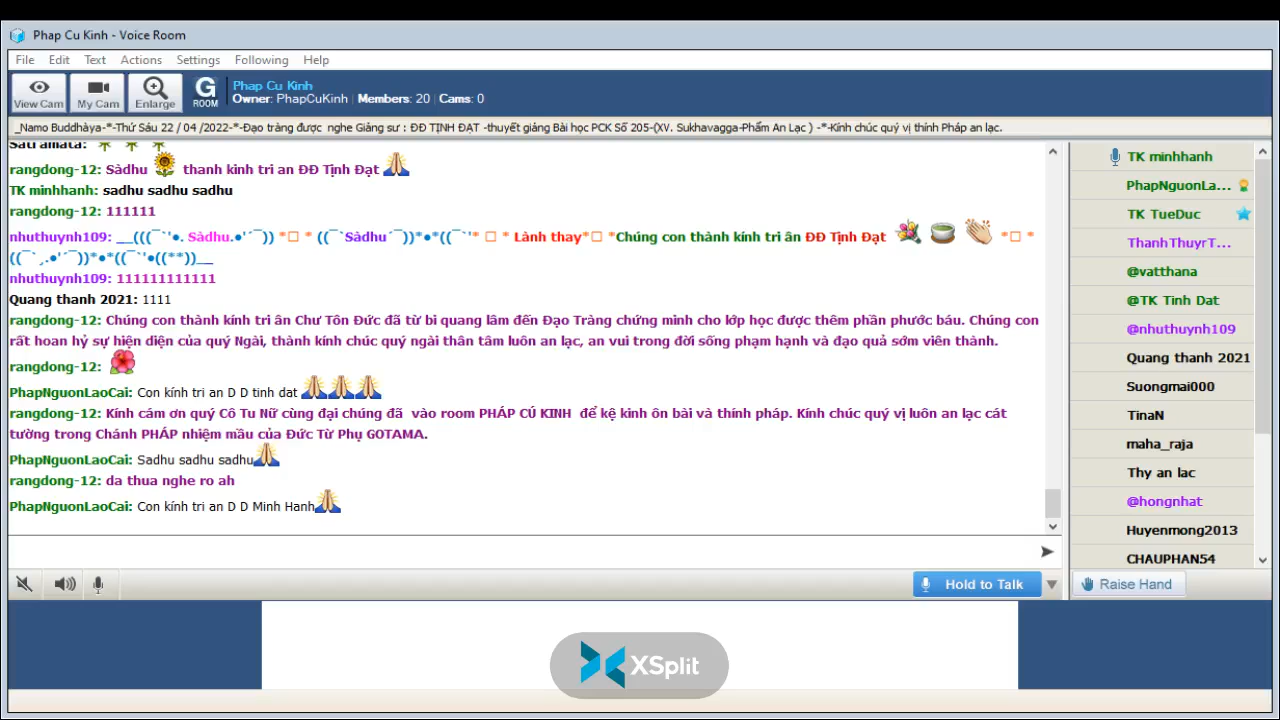 Phap Cu Kinh - Voice Room
File Edit Text Actions Settings Following Help
View Cam My Cam Enlarge G ROOM
Phap Cu Kinh
Owner: PhapCuKinh Members: 20 Cams: 0
_Namo Buddhàya-*-Thứ Sáu 22 / 04 /2022-*-Đạo tràng được nghe Giảng sư : ĐĐ TỊNH ĐẠT -thuyết giảng Bài học PCK Số 205-(XV. Sukhavagga-Phẩm An Lạc ) -*-Kính chúc quý vị thính Pháp an lạc.
Sati amata:
rangdong-12: Sàdhu thanh kinh tri an ĐĐ Tịnh Đạt
TK minhhanh: sadhu sadhu sadhu
rangdong-12: 111111
nhuthuynh109: __(((¯`'●. Sàdhu.●'´¯)) *□ * ((¯`Sàdhu´¯))*●*((¯`'* □ * Lành thay*□ *Chúng con thành kính tri ân ĐĐ Tịnh Đạt *□ *
((¯`¸.●'´¯))*●*((¯`'●((**))__
nhuthuynh109: 111111111111
Quang thanh 2021: 1111
rangdong-12: Chúng con thành kính tri ân Chư Tôn Đức đã từ bi quang lâm đến Đạo Tràng chứng minh cho lớp học được thêm phần phước báu. Chúng con
rất hoan hỷ sự hiện diện của quý Ngài, thành kính chúc quý ngài thân tâm luôn an lạc, an vui trong đời sống phạm hạnh và đạo quả sớm viên thành.
rangdong-12:
PhapNguonLaoCai: Con kính tri an D D tinh dat
rangdong-12: Kính cám ơn quý Cô Tu Nữ cùng đại chúng đã vào room PHÁP CÚ KINH để kệ kinh ôn bài và thính pháp. Kính chúc quý vị luôn an lạc cát
tường trong Chánh PHÁP nhiệm mầu của Đức Từ Phụ GOTAMA.
PhapNguonLaoCai: Sadhu sadhu sadhu
rangdong-12: da thua nghe ro ah
PhapNguonLaoCai: Con kính tri an D D Minh Hanh
TK minhhanh
PhapNguonLa...
TK TueDuc
ThanhThuyrT...
@vatthana
@TK Tinh Dat
@nhuthuynh109
Quang thanh 2021
Suongmai000
TinaN
maha_raja
Thy an lac
@hongnhat
Huyenmong2013
CHAUPHAN54
Hold to Talk
Raise Hand
XSplit